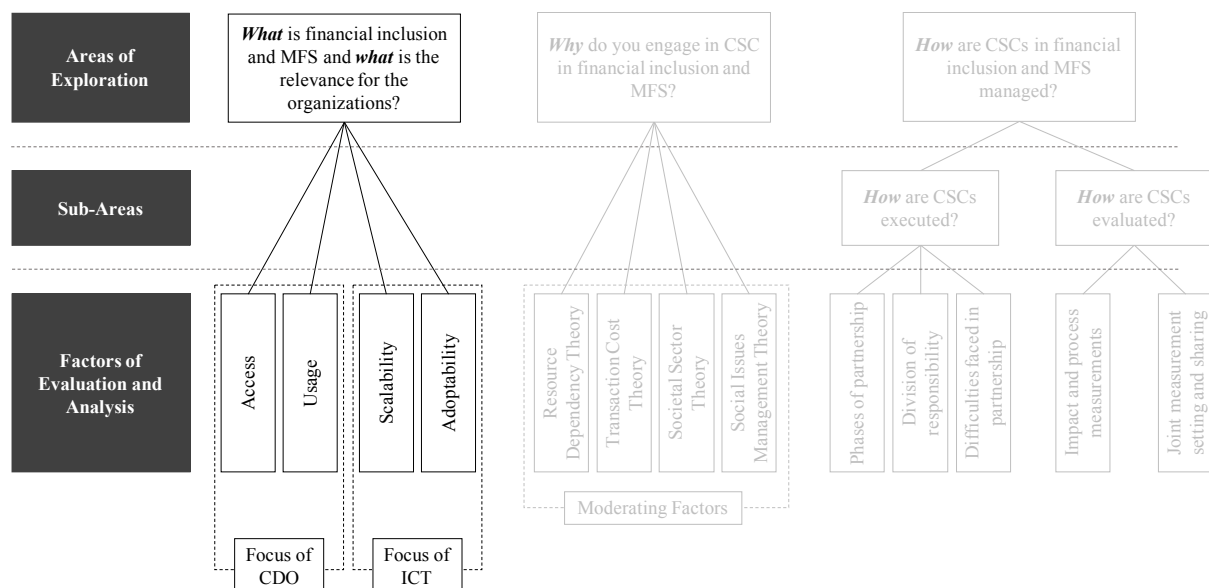 Areas of
Exploration
What is financial inclusion
and MFS and what is the
relevance for the
organizations?
Why do you engage in CSC
in financial inclusion and
MFS?
How are CSCs in financial
inclusion and MFS
managed?
Sub-Areas
How are CSCs
executed?
How are CSCs
evaluated?
Factors of
Evaluation and
Analysis
Access
Usage
Scalability
Adoptability
Resource
Dependency Theory
Transaction Cost
Theory
Societal Sector
Theory
Social Issues
Management Theory
Phases of partnership
Division of
responsibility
Difficulties faced in
partnership
Impact and process
measurements
Joint measurement
setting and sharing
Moderating Factors
Focus of
CDO
Focus of
ICT